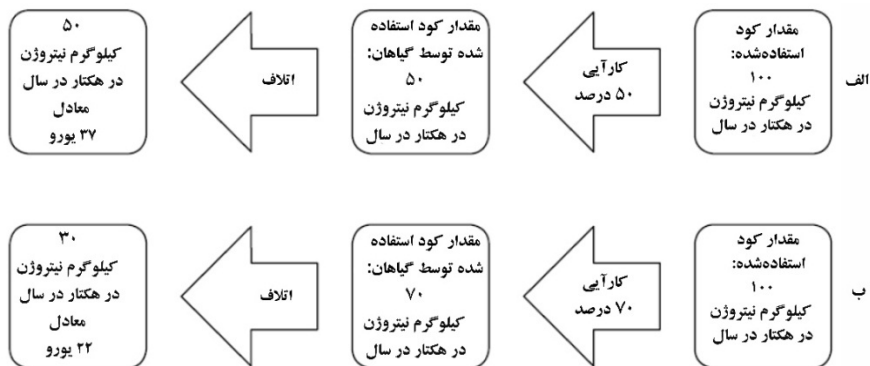 الف
مقدار کود
استفاده‌شده:
۱۰۰
کیلوگرم نیتروژن
در هکتار در سال
کارآیی
۵۰ درصد
مقدار کود استفاده
شده توسط گیاهان:
۵۰
کیلوگرم نیتروژن
در هکتار در سال
اتلاف
۵۰
کیلوگرم نیتروژن
در هکتار در سال
معادل
۳۷ یورو
ب
مقدار کود
استفاده‌شده:
۱۰۰
کیلوگرم نیتروژن
در هکتار در سال
کارآیی
۷۰ درصد
مقدار کود استفاده
شده توسط گیاهان:
۷۰
کیلوگرم نیتروژن
در هکتار در سال
اتلاف
۳۰
کیلوگرم نیتروژن
در هکتار در سال
معادل
۲۲ یورو